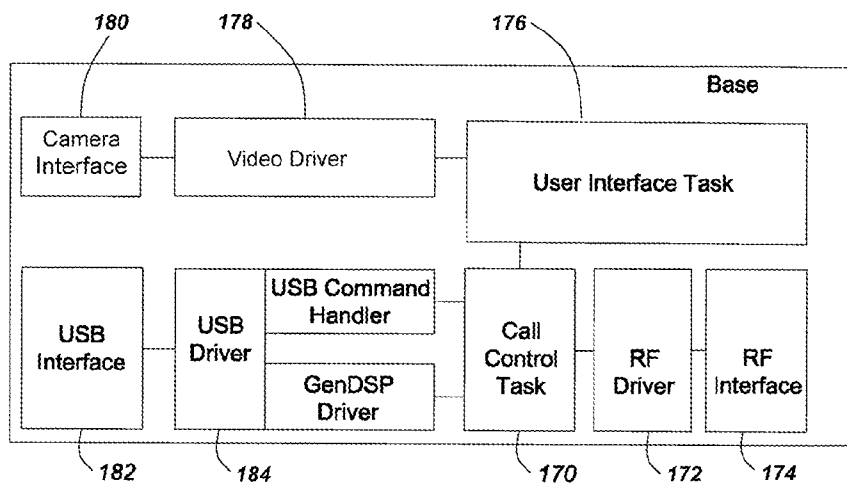 180
178
176
Base
Camera
Interface
Video Driver
User Interface Task
USB
Interface
USB
Driver
USB Command
Handler
GenDSP
Driver
Call
Control
Task
RF
Driver
RF
Interface
182
184
170
172
174